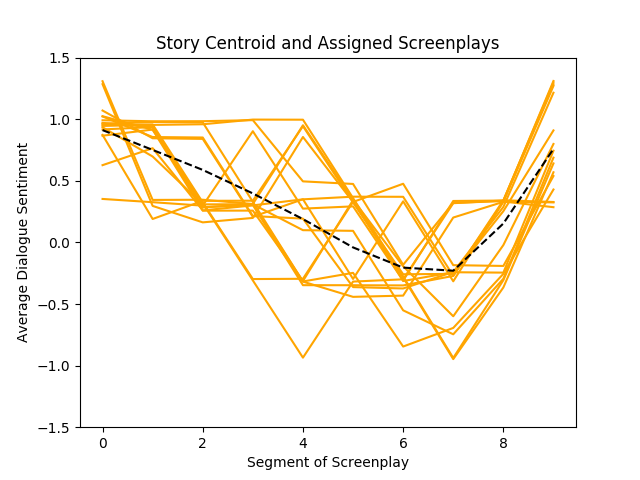 Story Centroid and Assigned Screenplays
1.5
1.0
0.5
0.0
−0.5
−1.0
−1.5
Average Dialogue Sentiment
0 2 4 6 8
Segment of Screenplay